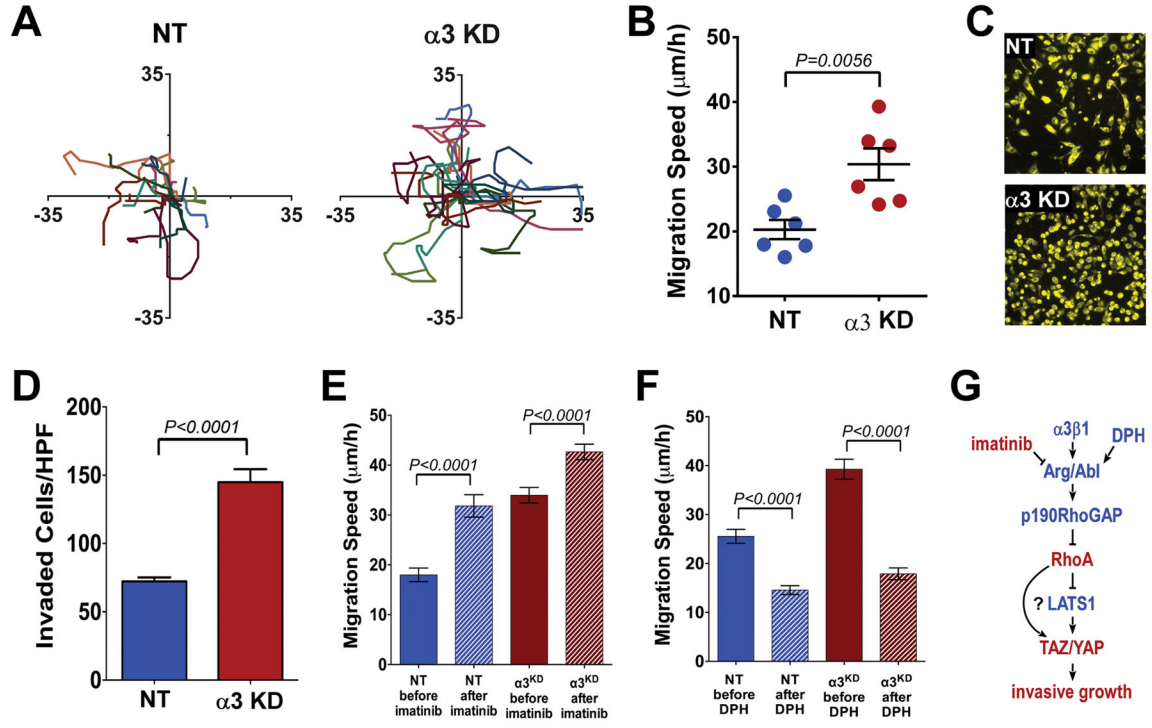 A
NT
35
-35
35
-35
α3 KD
35
-35
35
-35
B
Migration Speed (μm/h)
50
40
30
20
10
P=0.0056
NT
α3 KD
C
NT
α3 KD
D
Invaded Cells/HPF
200
150
100
50
0
P<0.0001
NT
α3 KD
E
Migration Speed (μm/h)
50
40
30
20
10
0
P<0.0001
P<0.0001
NT
before
imatinib
NT
after
imatinib
α3KD
before
imatinib
α3KD
after
imatinib
F
Migration Speed (μm/h)
50
40
30
20
10
0
P<0.0001
P<0.0001
NT
before
DPH
NT
after
DPH
α3KD
before
DPH
α3KD
after
DPH
G
α3β1
imatinib
DPH
Arg/Abl
p190RhoGAP
RhoA
? LATS1
TAZ/YAP
invasive growth